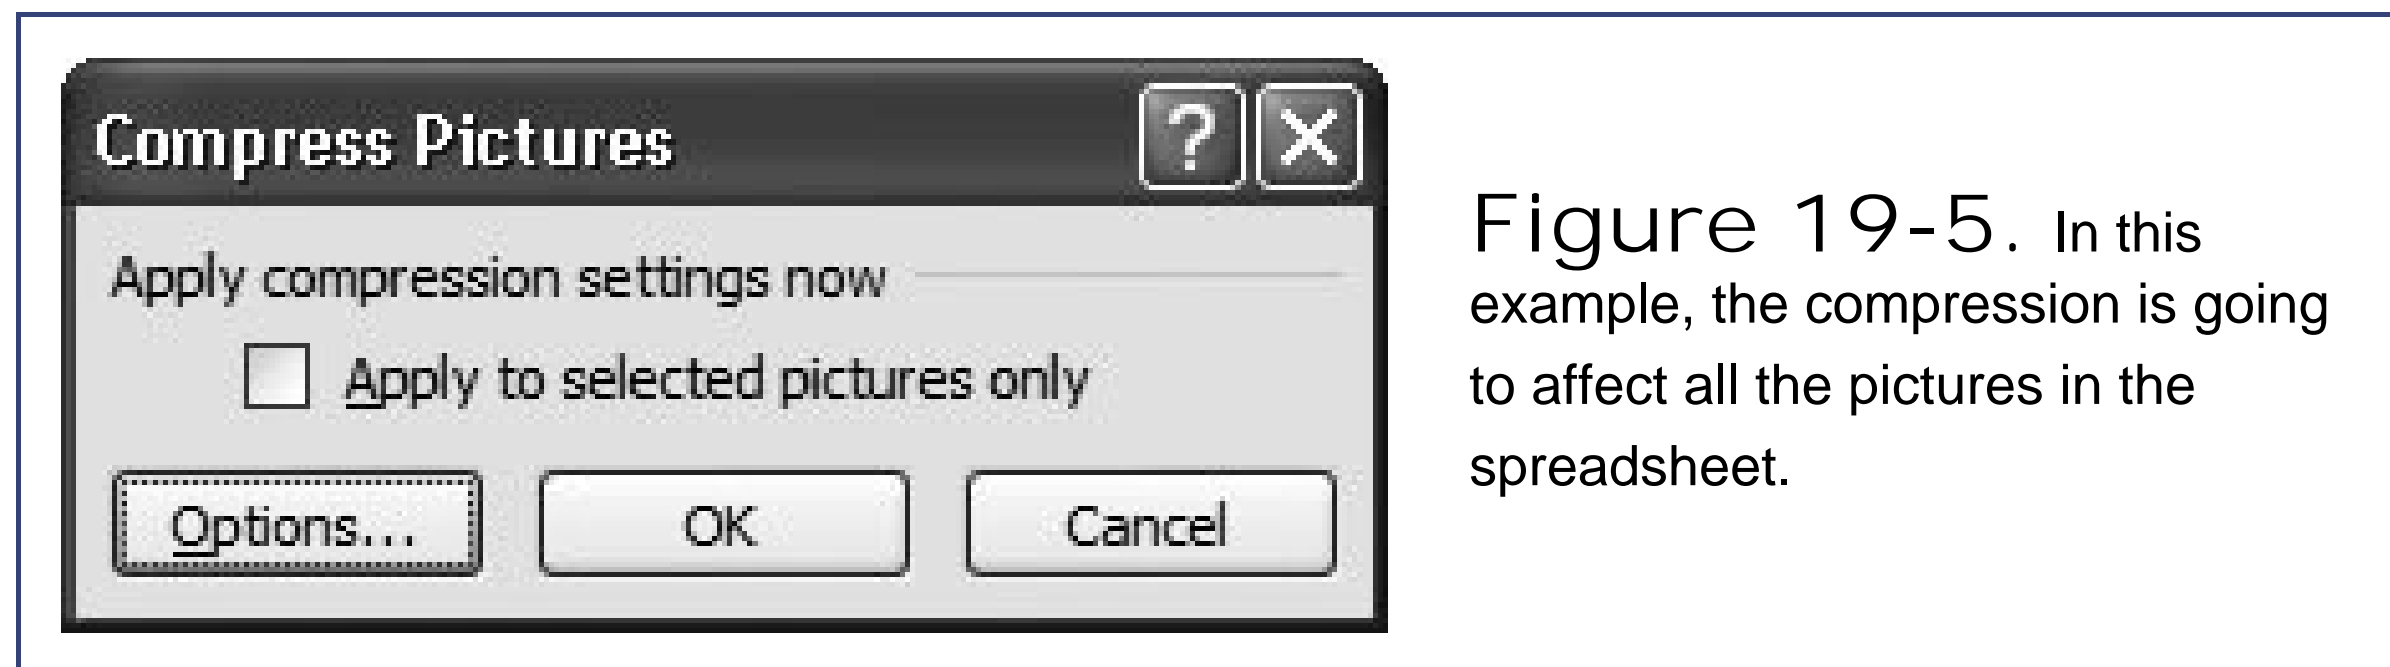 Compress Pictures
Apply compression settings now
Apply to selected pictures only
Options... OK Cancel
Figure 19-5. In this
example, the compression is going
to affect all the pictures in the
spreadsheet.